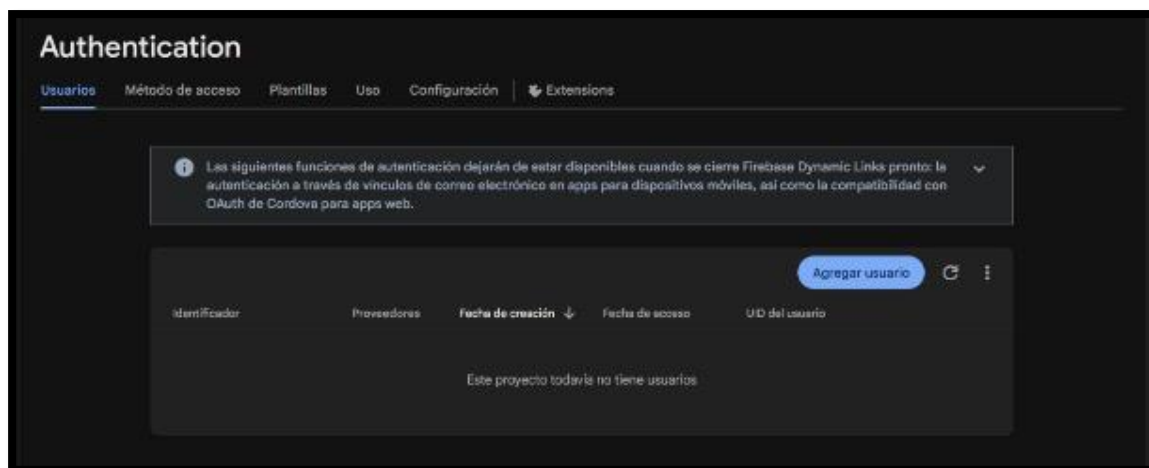 Authentication
Usuarios Método de acceso Plantillas Uso Configuración Extensions
Las siguientes funciones de autenticación dejarán de estar disponibles cuando se cierre Firebase Dynamic Links pronto: la
autenticación a través de vínculos de correo electrónico en apps para dispositivos móviles, así como la compatibilidad con
OAuth de Cordova para apps web.
Agregar usuario
Identificador Proveedores Fecha de creación Fecha de acceso UID del usuario
Este proyecto todavía no tiene usuarios